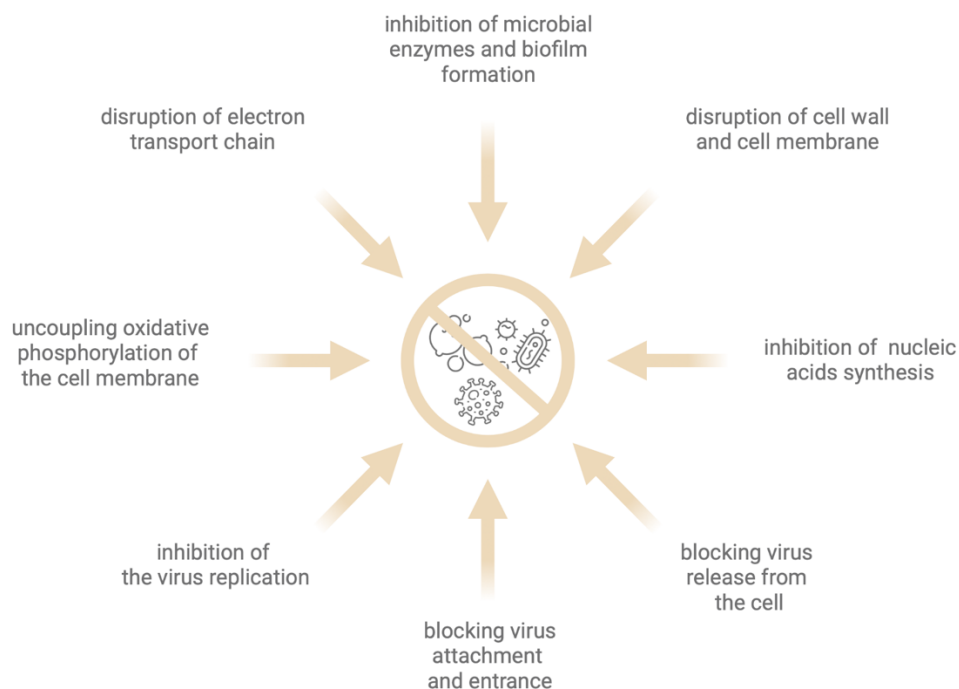 inhibition of microbial
enzymes and biofilm
formation
disruption of electron
transport chain
disruption of cell wall
and cell membrane
uncoupling oxidative
phosphorylation of
the cell membrane
inhibition of nucleic
acids synthesis
inhibition of
the virus replication
blocking virus
release from
the cell
blocking virus
attachment
and entrance